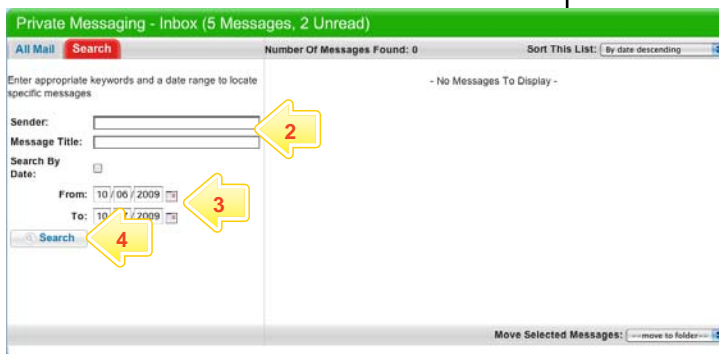 Private Messaging - Inbox (5 Messages, 2 Unread)
All Mail Search Number Of Messages Found: 0 Sort This List: By date descending
Enter appropriate keywords and a date range to locate
specific messages
- No Messages To Display -
Sender:
2
Message Title:
Search By
Date:
From: 10 / 06 / 2009
3
To: 10 / 2009
Search
4
Move Selected Messages: --move to folder--